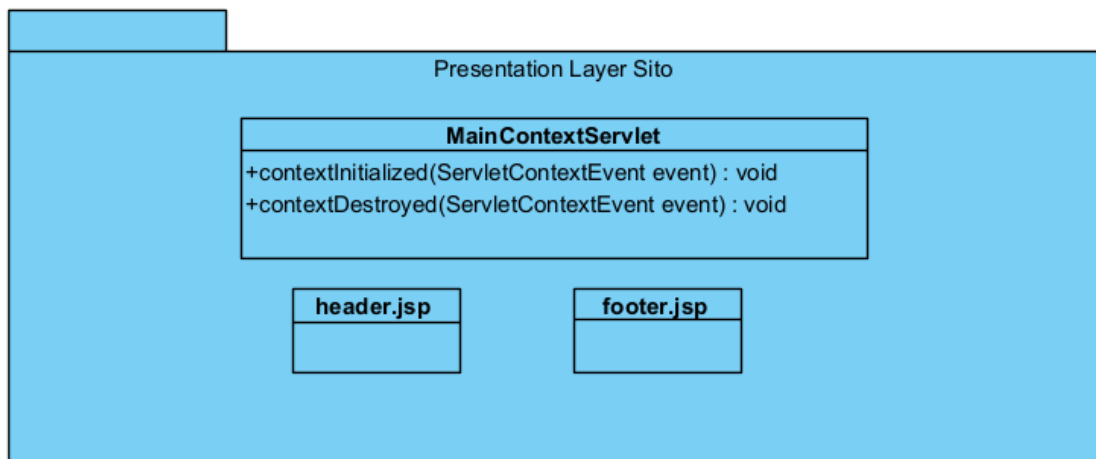 Presentation Layer Sito
MainContextServlet
+contextInitialized(ServletContextEvent event) : void
+contextDestroyed(ServletContextEvent event) : void
header.jsp
footer.jsp